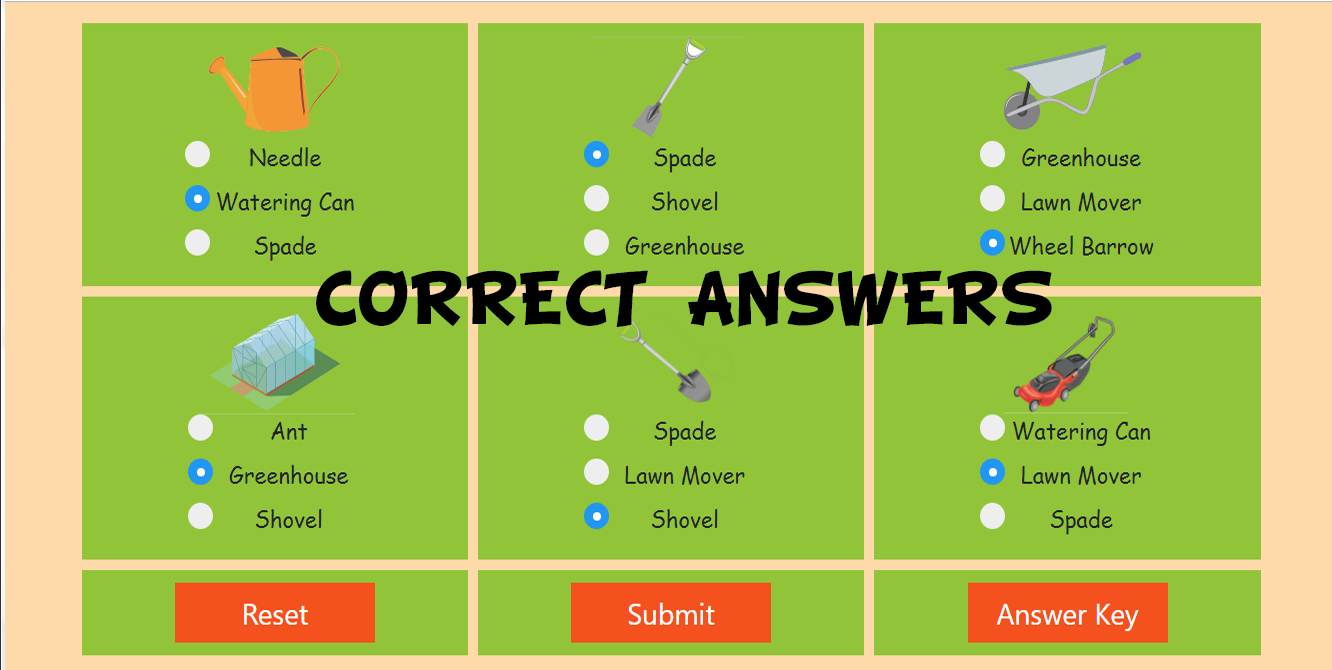 Needle
Watering Can
Spade
Spade
Shovel
Greenhouse
Greenhouse
Lawn Mover
Wheel Barrow
CORRECT ANSWERS
Ant
Greenhouse
Shovel
Spade
Lawn Mover
Shovel
Watering Can
Lawn Mover
Spade
Reset
Submit
Answer Key